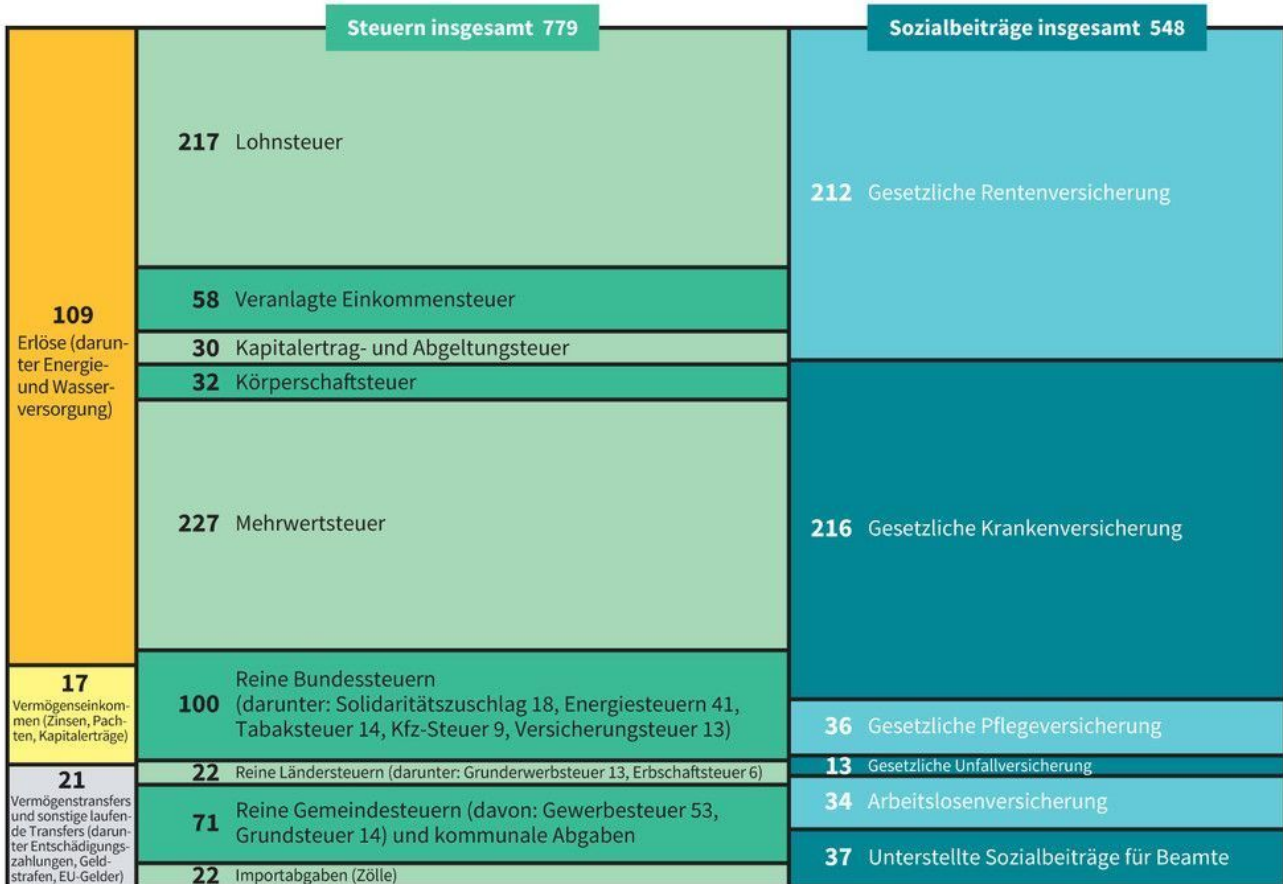 Steuern insgesamt 779
Sozialbeiträge insgesamt 548
109
Erlöse (darun-
ter Energie-
und Wasser-
versorgung)
17
Vermögenseinkom-
men (Zinsen, Pach-
ten, Kapitalerträge)
21
Vermögenstransfers
und sonstige laufen-
de Transfers (darun-
ter Entschädigungs-
zahlungen, Geld-
strafen, EU-Gelder)
217 Lohnsteuer
58 Veranlagte Einkommensteuer
30 Kapitalertrag- und Abgeltungsteuer
32 Körperschaftsteuer
227 Mehrwertsteuer
100 Reine Bundessteuern
(darunter: Solidaritätszuschlag 18, Energiesteuern 41,
Tabaksteuer 14, Kfz-Steuer 9, Versicherungsteuer 13)
22 Reine Ländersteuern (darunter: Grunderwerbsteuer 13, Erbschaftsteuer 6)
71 Reine Gemeindesteuern (davon: Gewerbesteuer 53,
Grundsteuer 14) und kommunale Abgaben
22 Importabgaben (Zölle)
212 Gesetzliche Rentenversicherung
216 Gesetzliche Krankenversicherung
36 Gesetzliche Pflegeversicherung
13 Gesetzliche Unfallversicherung
34 Arbeitslosenversicherung
37 Unterstellte Sozialbeiträge für Beamte